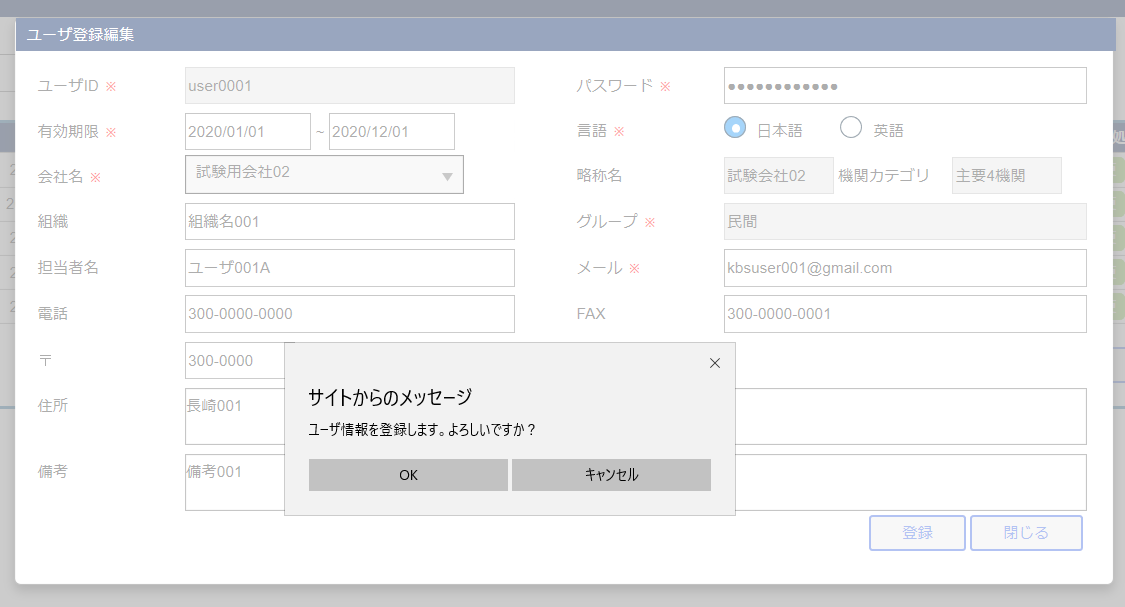 ユーザ登録編集
ユーザID ※ user0001 パスワード ※ ●●●●●●●●●●●●
有効期限 ※ 2020/01/01 ~ 2020/12/01 言語 ※ 日本語 英語
会社名 ※ 試験用会社02 略称名 試験会社02 機関カテゴリ 主要4機関
組織 組織名001 グループ ※ 民間
担当者名 ユーザ001A メール ※ kbsuser001@gmail.com
電話 300-0000-0000 FAX 300-0000-0001
〒 300-0000
住所 長崎001
備考 備考001
サイトからのメッセージ
ユーザ情報を登録します。よろしいですか？
OK キャンセル
登録 閉じる